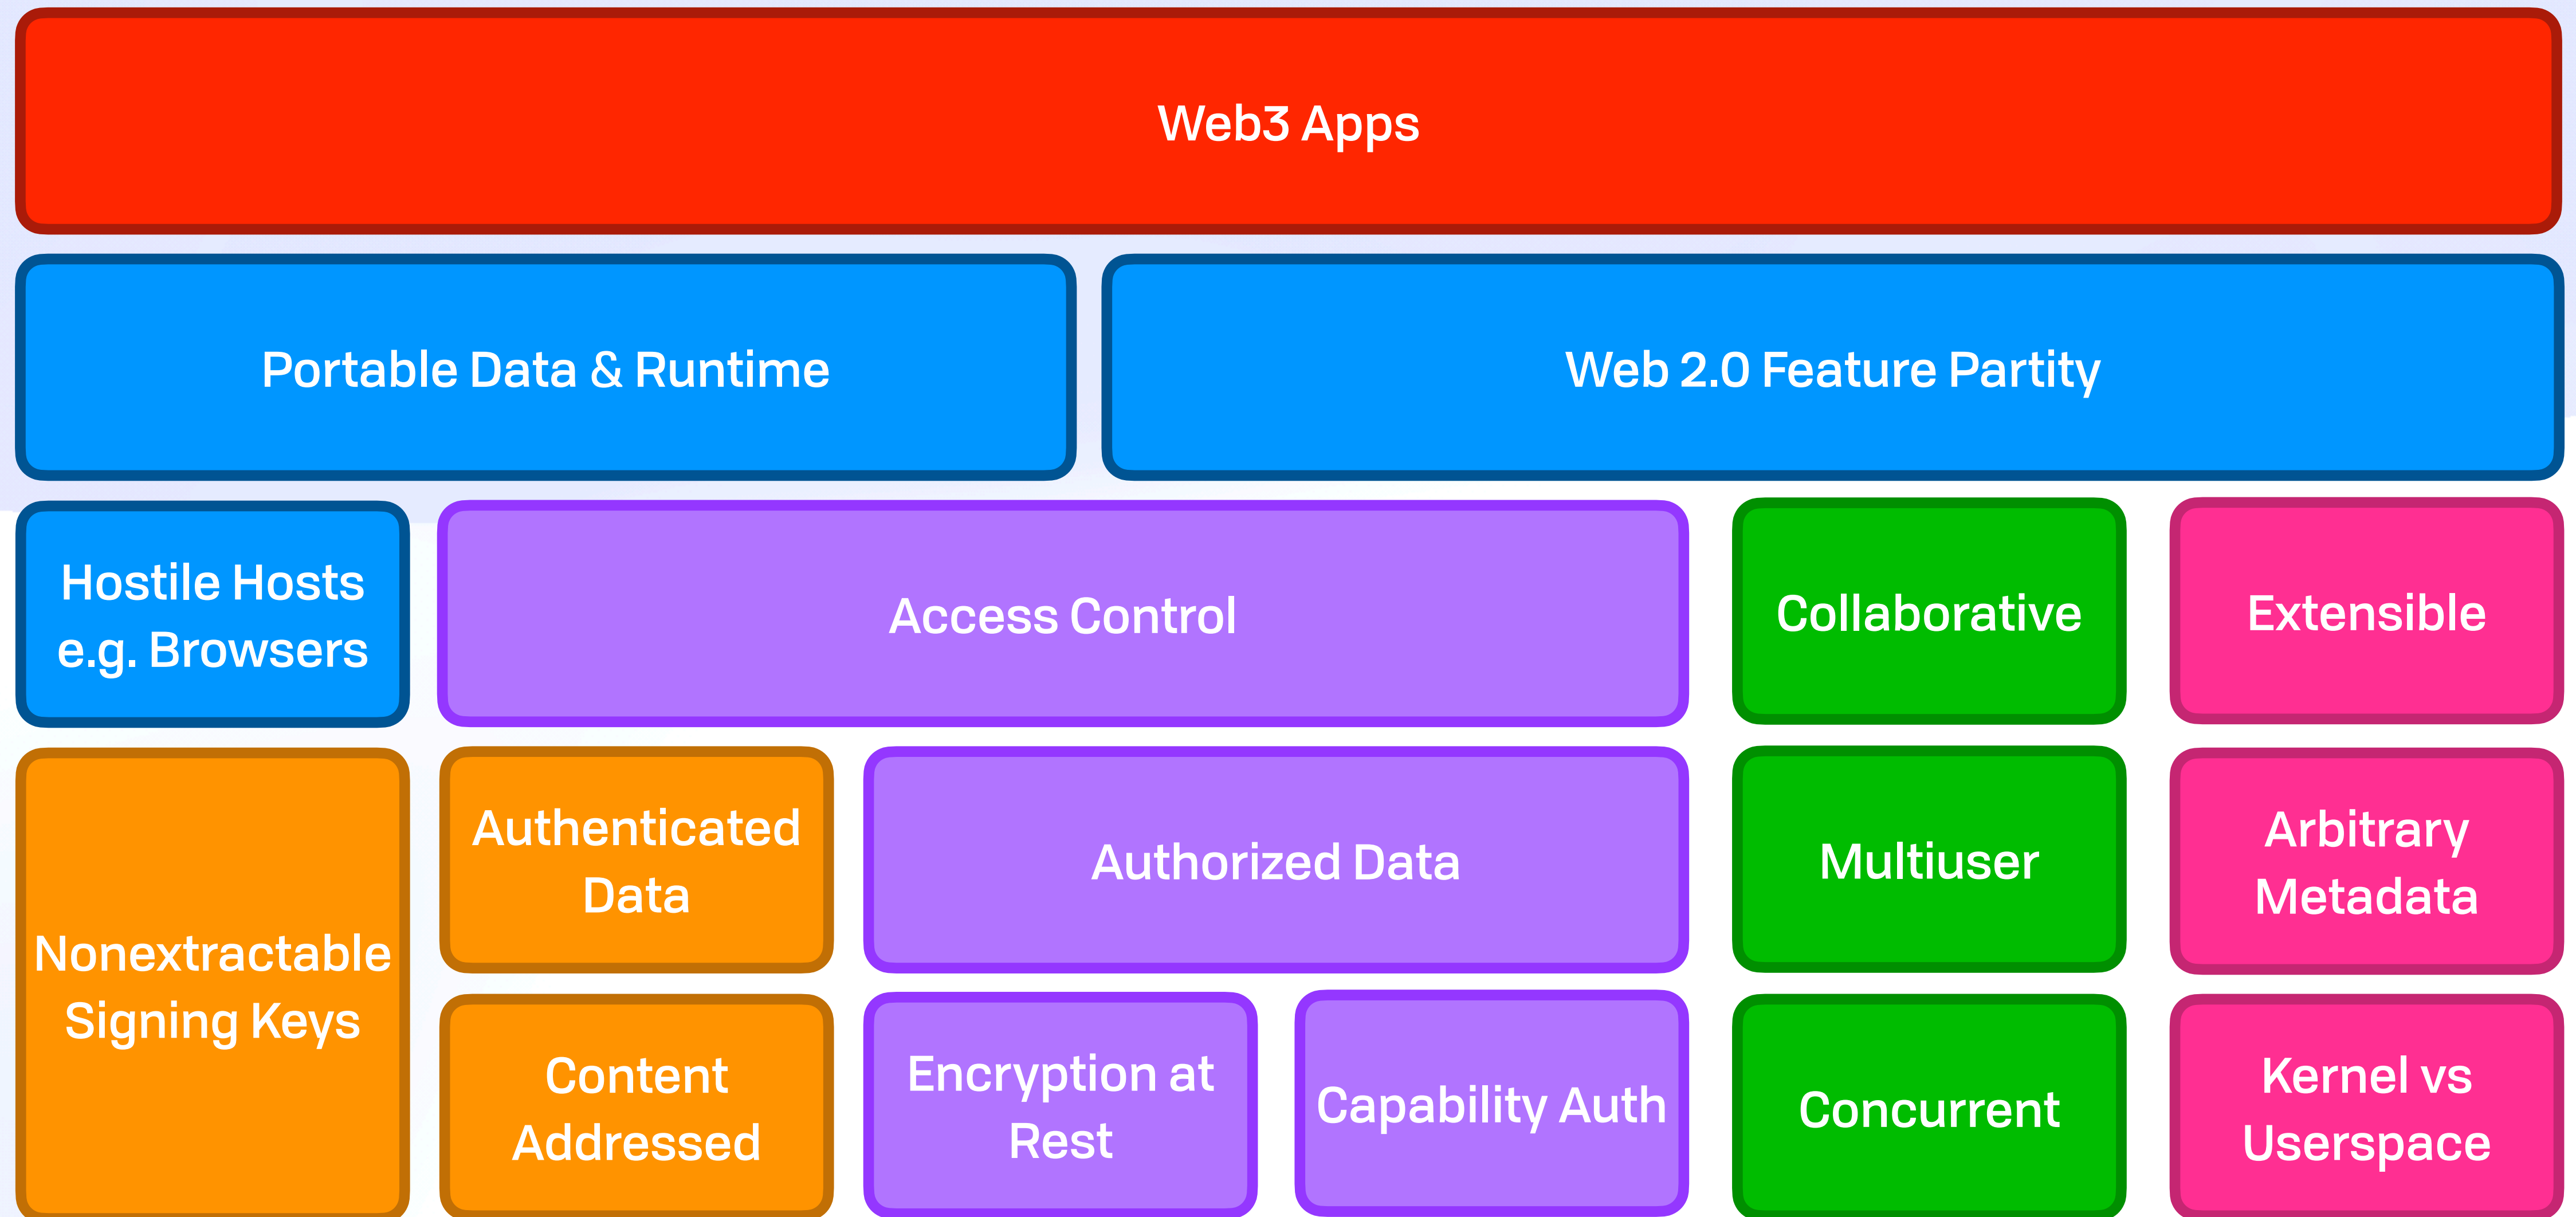 Web3 Apps
Portable Data & Runtime
Web 2.0 Feature Partity
Hostile Hosts
e.g. Browsers
Access Control
Collaborative
Extensible
Nonextractable
Signing Keys
Authenticated
Data
Authorized Data
Multiuser
Arbitrary
Metadata
Content
Addressed
Encryption at
Rest
Capability Auth
Concurrent
Kernel vs
Userspace